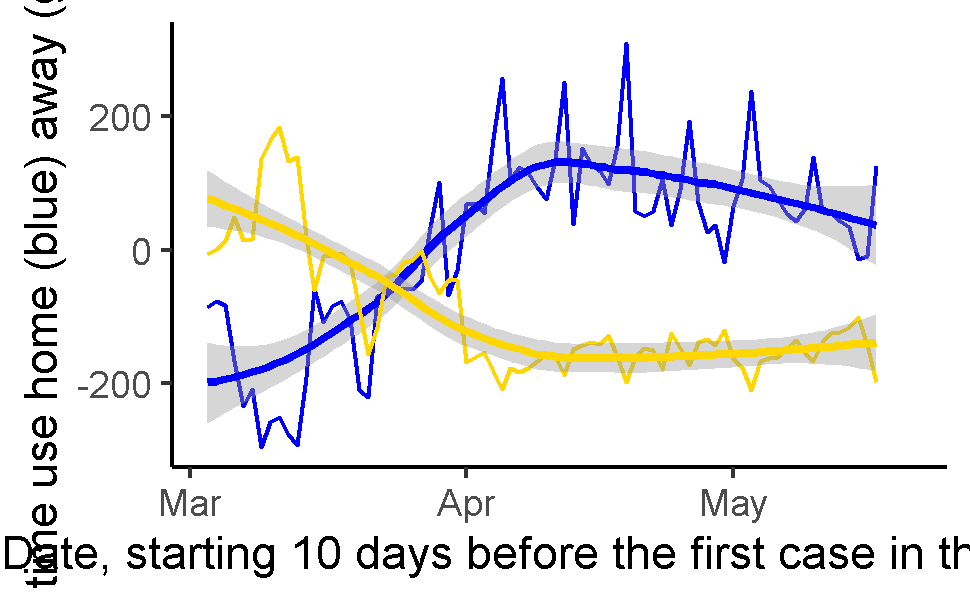 time use home (blue) away (
200
0
-200
Mar Apr May
Date, starting 10 days before the first case in th